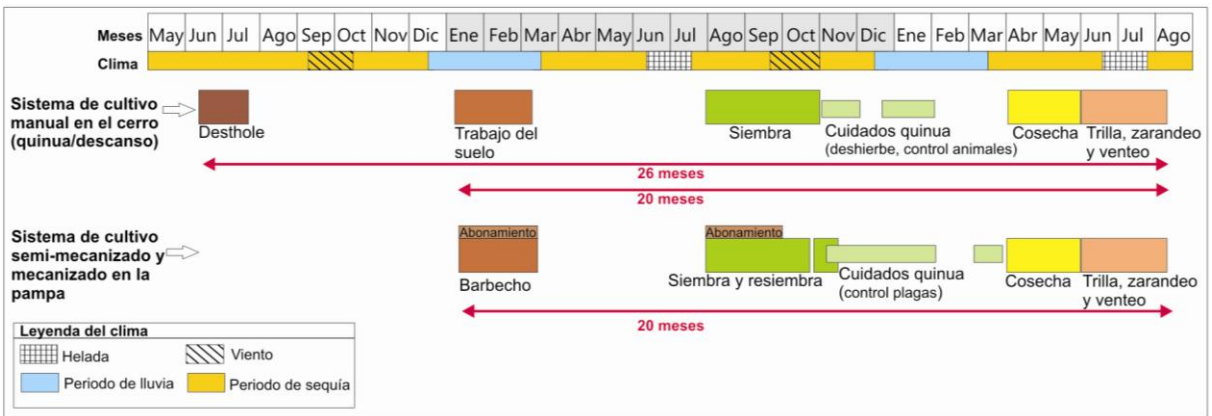 Meses May Jun Jul Ago Sep Oct Nov Dic Ene Feb Mar Abr May Jun Jul Ago Sep Oct Nov Dic Ene Feb Mar Abr May Jun Jul Ago
Clima
Sistema de cultivo
manual en el cerro
(quinua/descanso)
Desthole
Trabajo del
suelo
Siembra
Cuidados quinua
(deshierbe, control animales)
Cosecha
Trilla, zarandeo
y venteo
26 meses
20 meses
Sistema de cultivo
semi-mecanizado y
mecanizado en la
pampa
Abonamiento
Barbecho
Abonamiento
Siembra y resiembra
Cuidados quinua
(control plagas)
Cosecha
Trilla, zarandeo
y venteo
20 meses
Leyenda del clima
Helada
Viento
Periodo de lluvia
Periodo de sequía